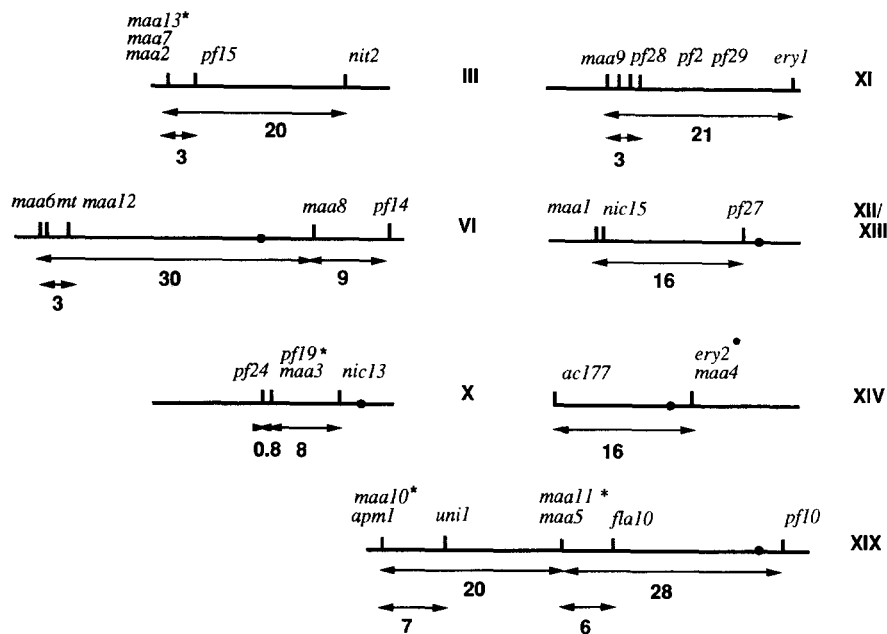 maa13*
maa7
maa2 pf15 nit2 III
20
3
maa9 pf28 pf2 pf29 ery1 XI
21
3
maa6 mt maa12 maa8 pf14 VI
30 9
3
maa1 nic15 pf27 XII/
XIII
16
pf19*
pf24 maa3 nic13 X
0.8 8
ery2
ac177 maa4 XIV
16
maa10* maa11 *
apm1 uni1 maa5 fla10 pf10 XIX
20 28
7 6